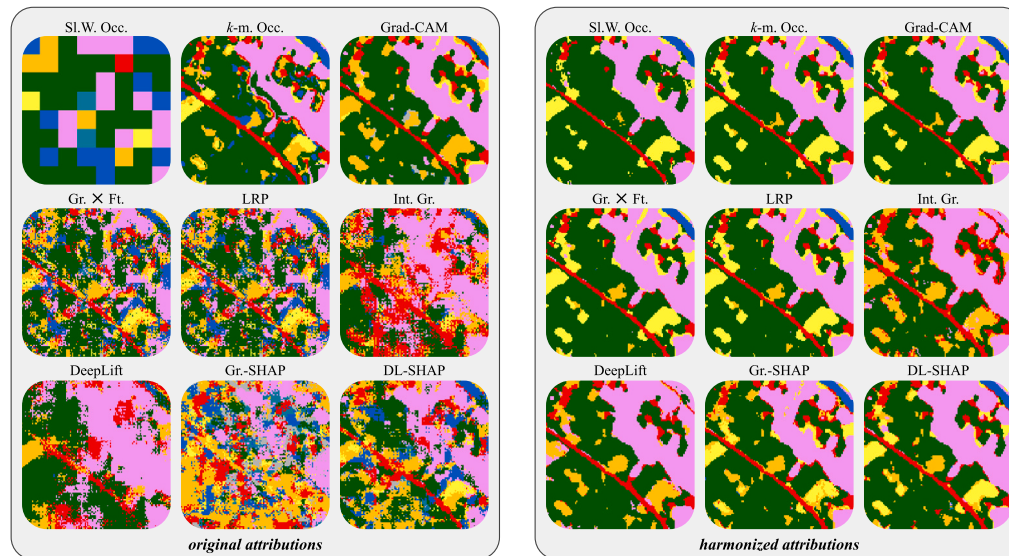 Sl.W. Occ.
k-m. Occ.
Grad-CAM
Gr. × Ft.
LRP
Int. Gr.
DeepLift
Gr.-SHAP
DL-SHAP
original attributions
Sl.W. Occ.
k-m. Occ.
Grad-CAM
Gr. × Ft.
LRP
Int. Gr.
DeepLift
Gr.-SHAP
DL-SHAP
harmonized attributions